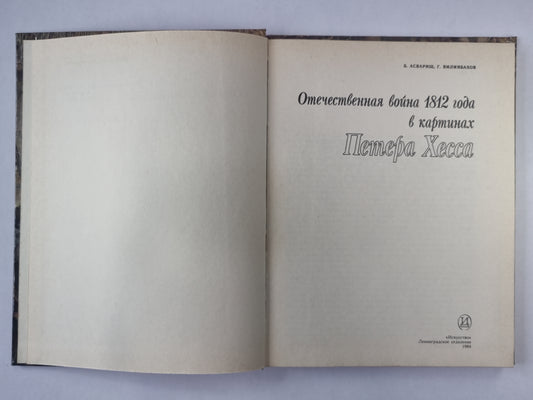 Б. АСВАРИЩ, Г. ВИЛИНБАХОВ
Отечественная война 1812 года
в картинах
Петера Хесса
«Искусство»
Ленинградское отделение
1984